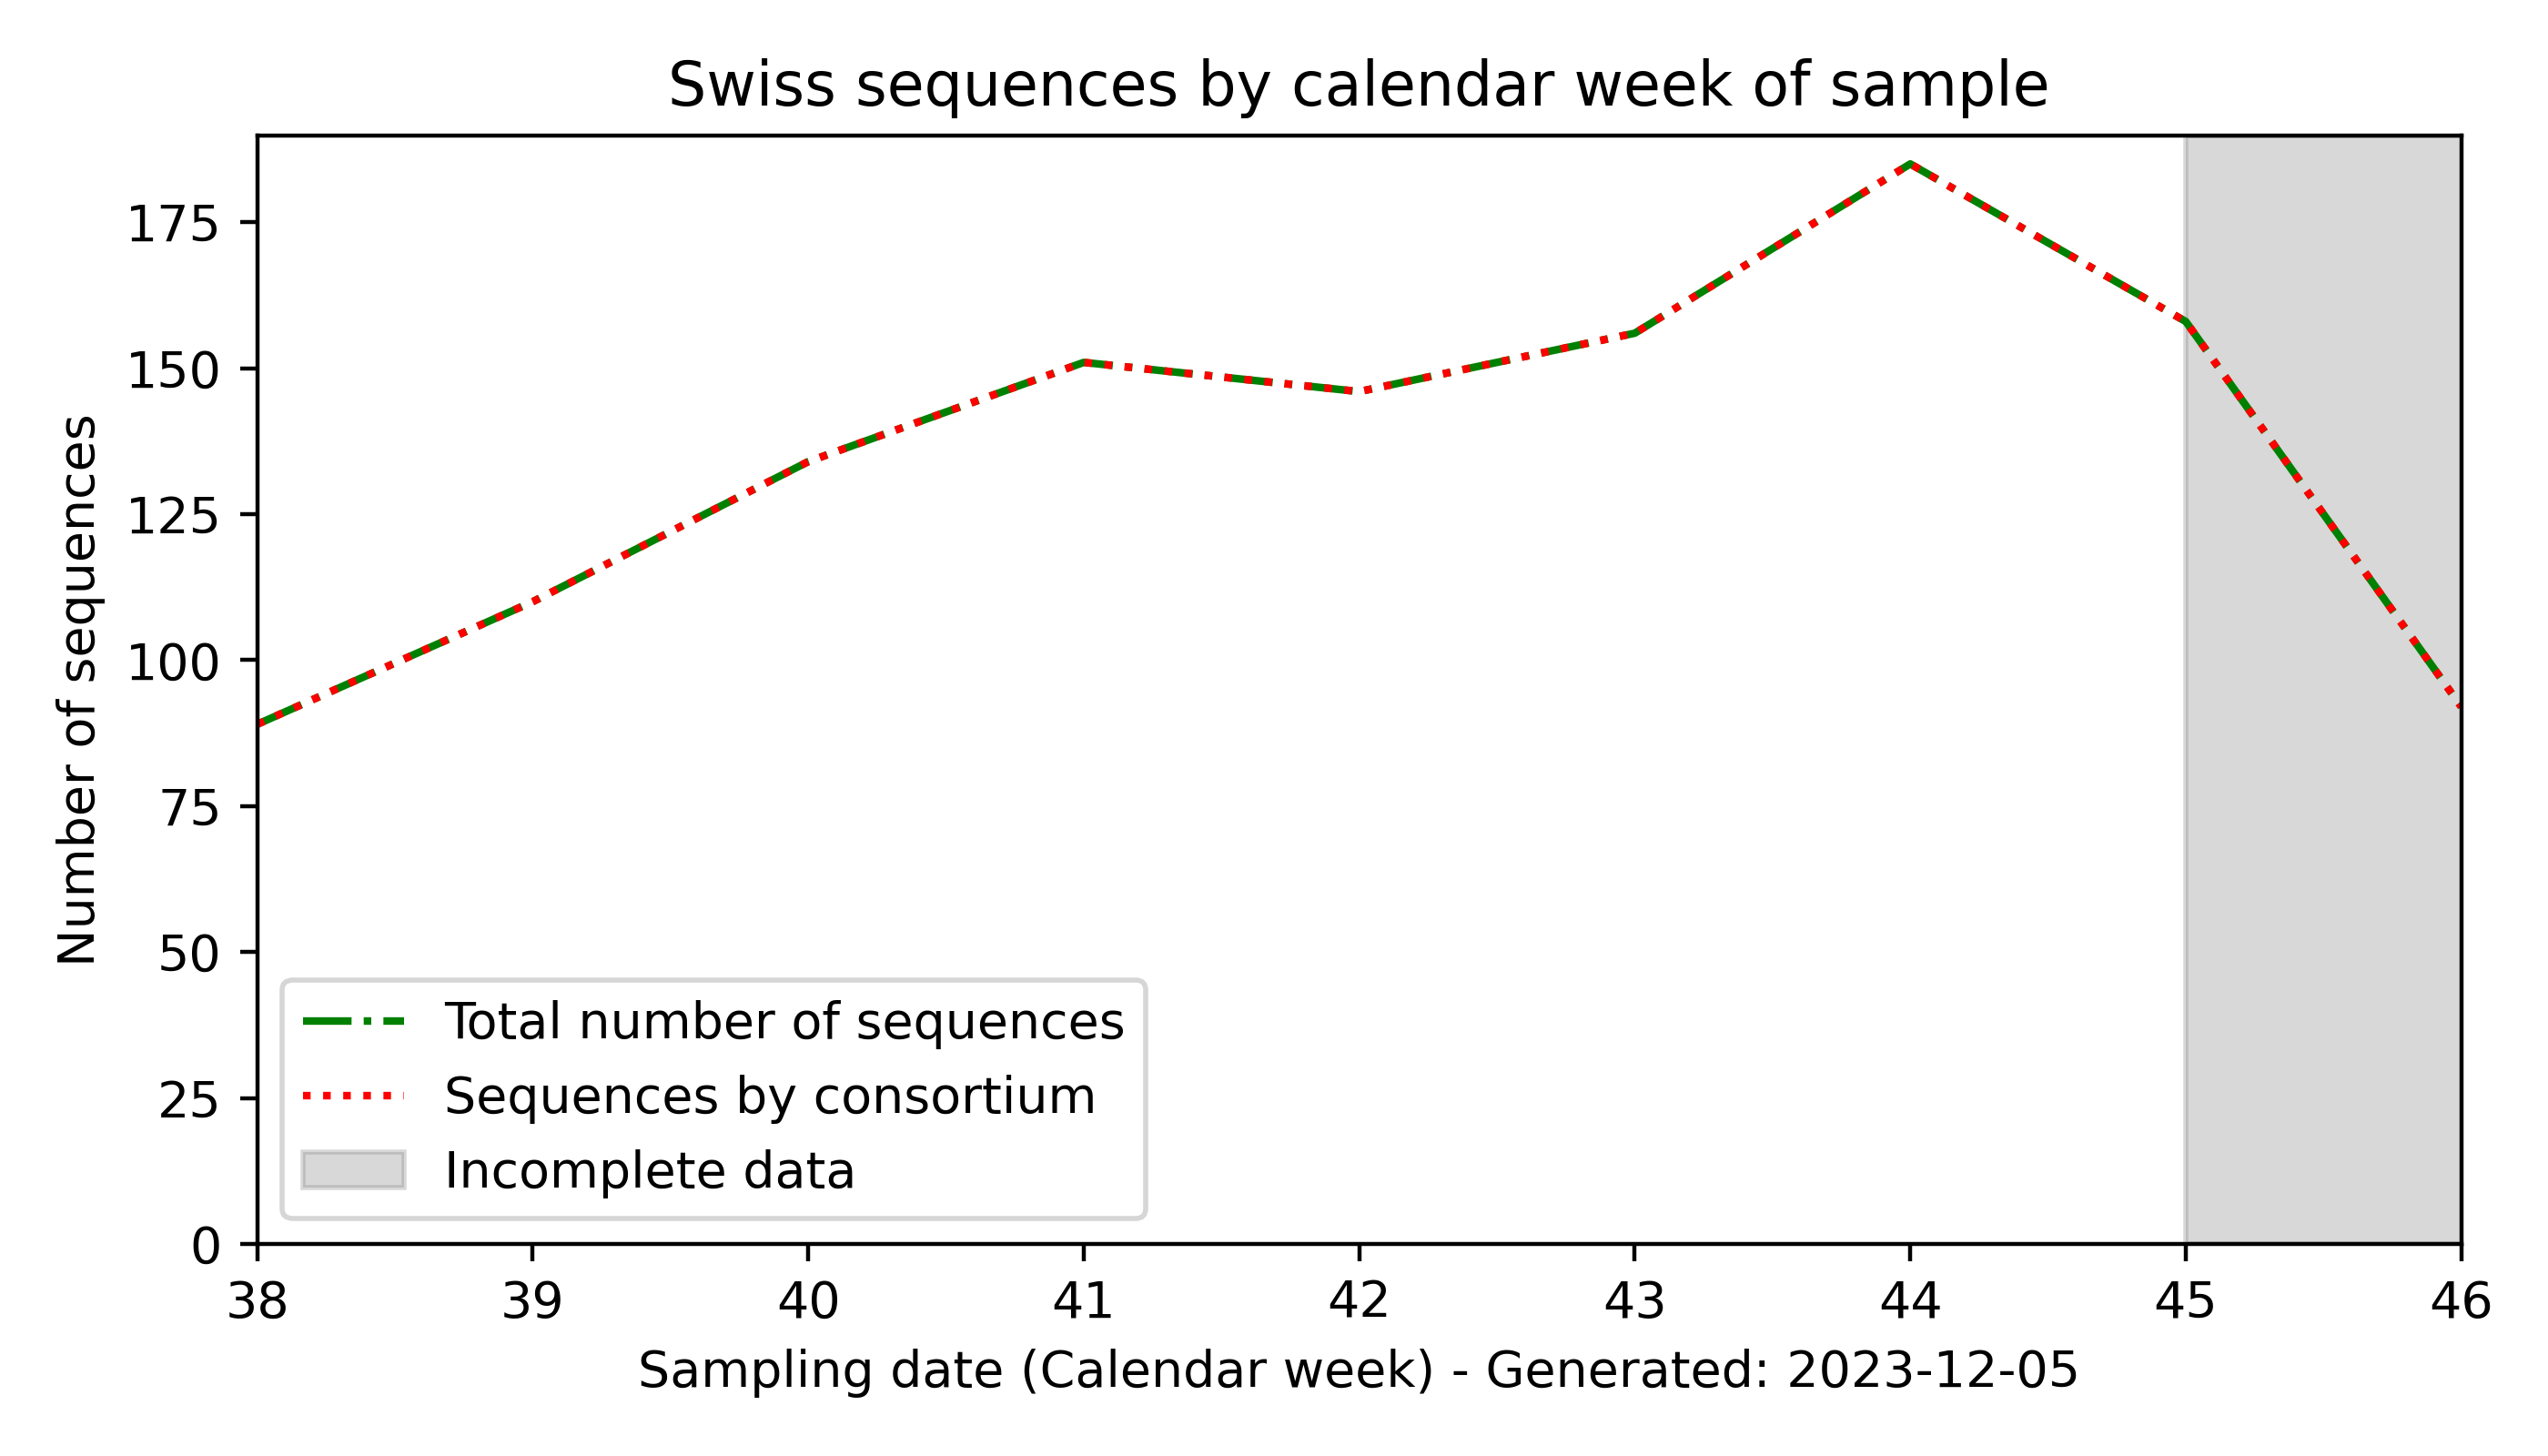 Swiss sequences by calendar week of sample
Number of sequences
175
150
125
100
75
50
25
0
Total number of sequences
Sequences by consortium
Incomplete data
38 39 40 41 42 43 44 45 46
Sampling date (Calendar week) - Generated: 2023-12-05